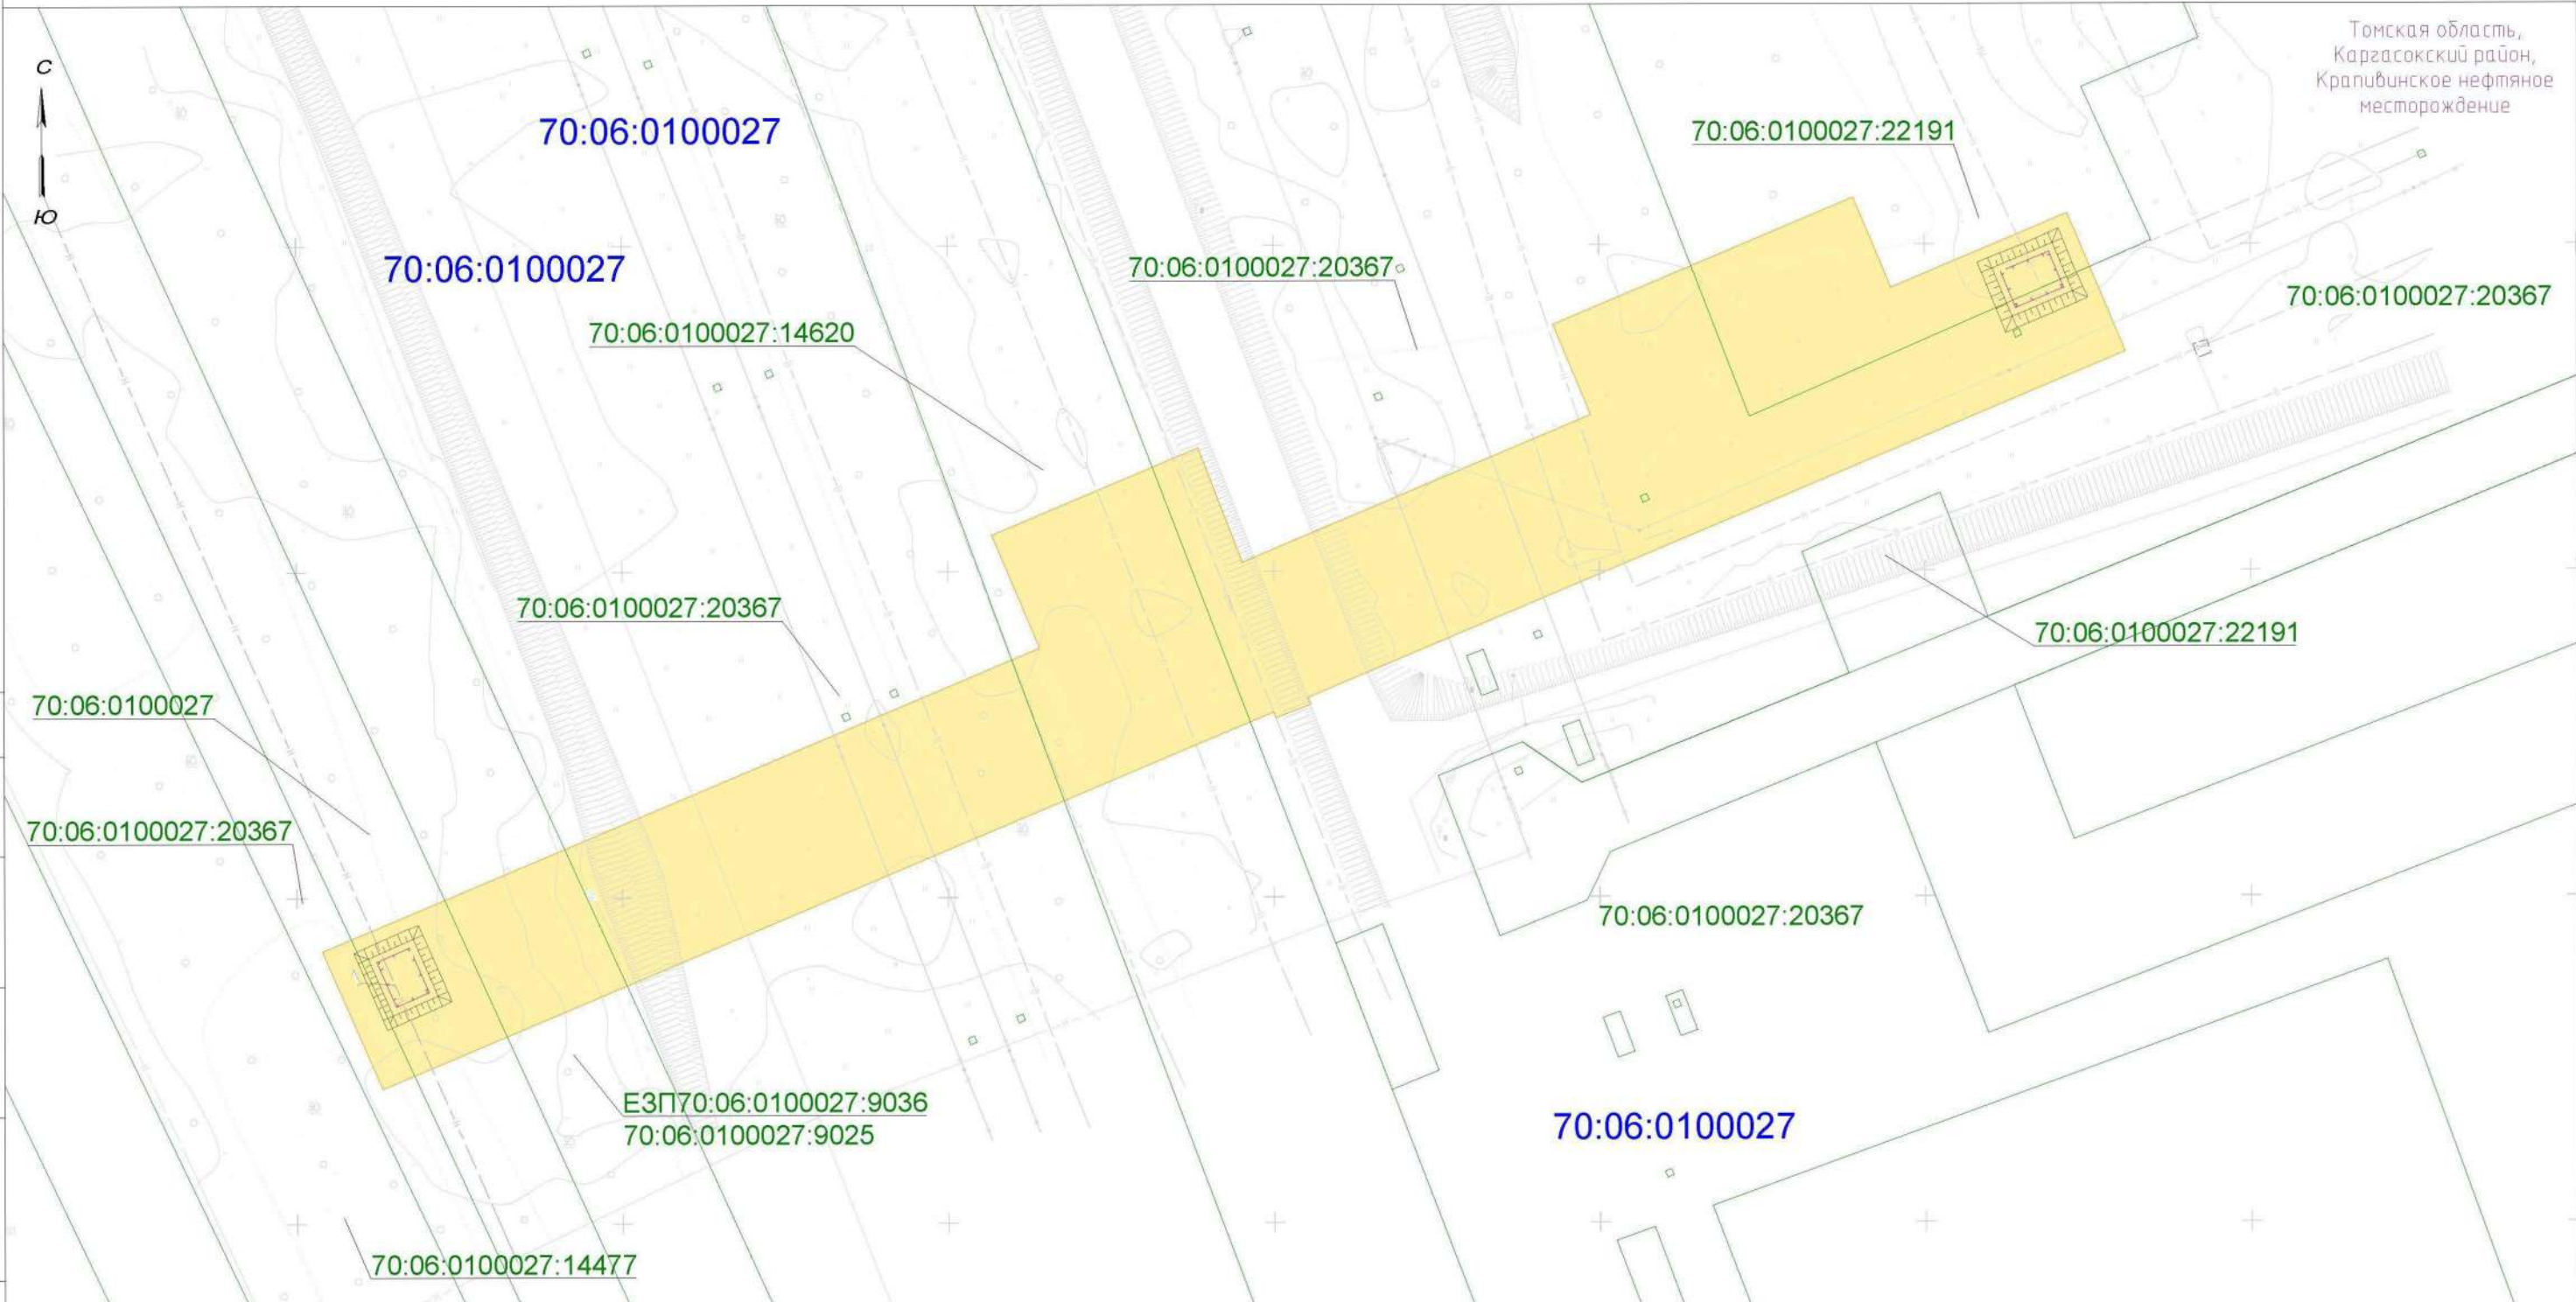 Томская область,
Каргасокский район,
Крапивинское нефтяное
месторождение
С
Ю
70:06:0100027
70:06:0100027:22191
70:06:0100027
70:06:0100027:20367
70:06:0100027:20367
70:06:0100027:14620
70:06:0100027:20367
70:06:0100027:22191
70:06:0100027
70:06:0100027:20367
70:06:0100027:20367
ЕЗП70:06:0100027:9036
70:06:0100027:9025
70:06:0100027
70:06:0100027:14477